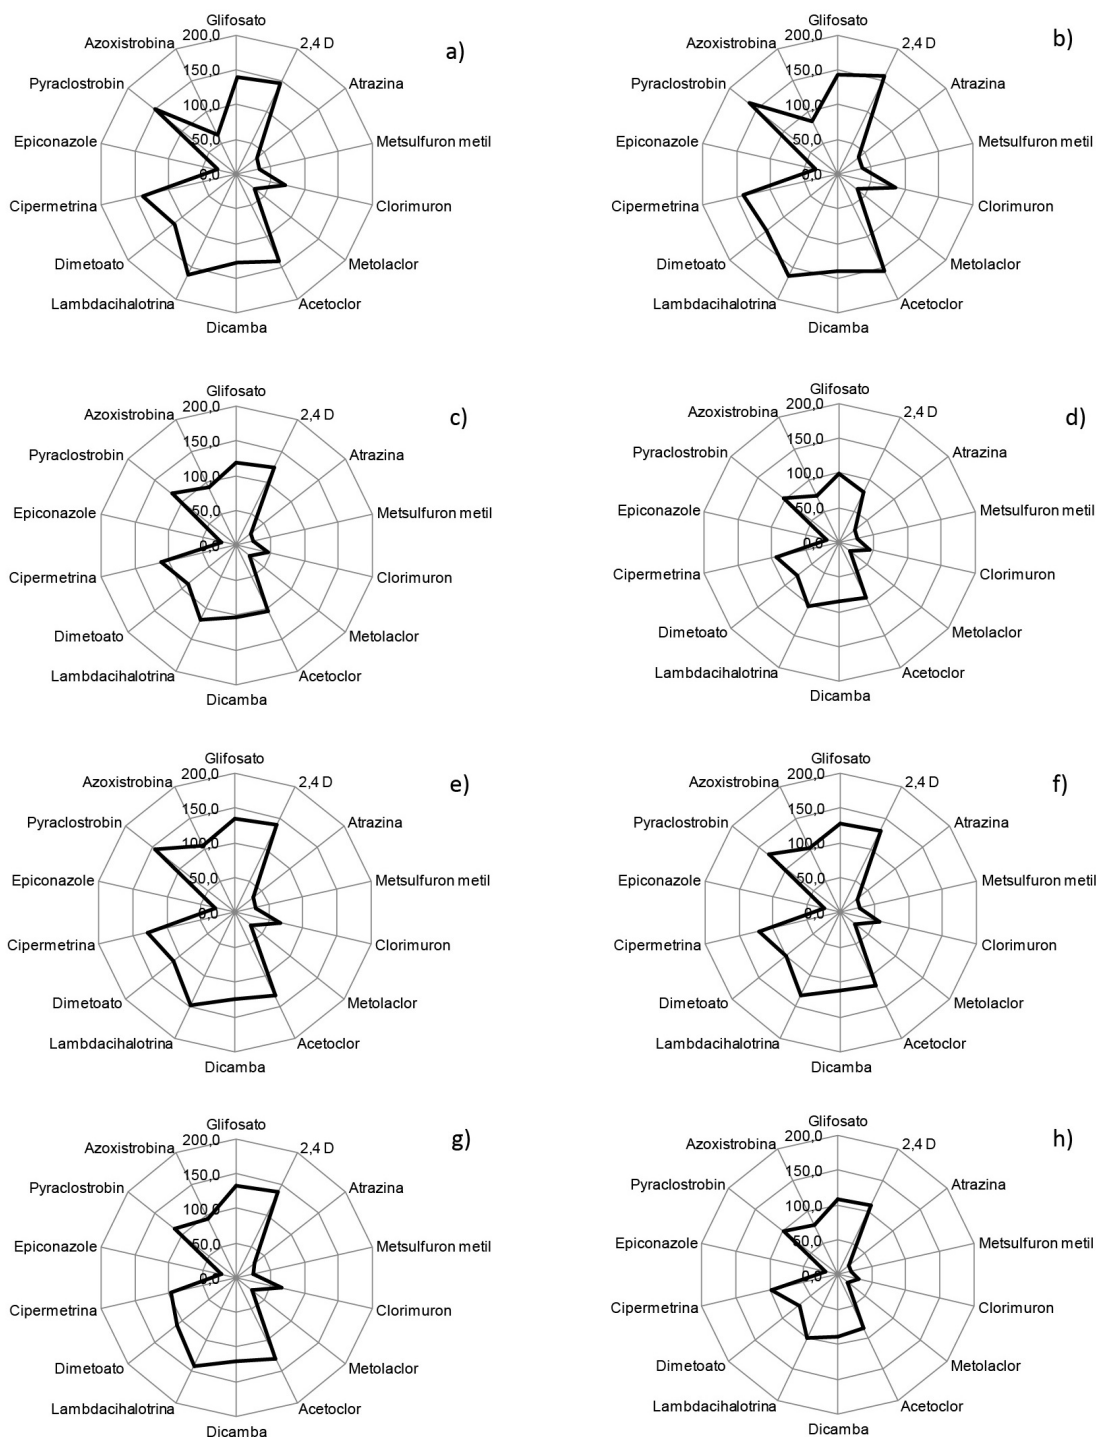 Glifosato
200,0
Azoxistrobina
2,4 D
a)
150,0
Pyraclostrobin
Atrazina
100,0
Epiconazole
50,0
Metsulfuron metil
0,0
Cipermetrina
Clorimuron
Dimetoato
Metolaclor
Lambdacihalotrina
Acetoclor
Dicamba
Glifosato
200,0
Azoxistrobina
2,4 D
b)
150,0
Pyraclostrobin
Atrazina
100,0
Epiconazole
50,0
Metsulfuron metil
0,0
Cipermetrina
Clorimuron
Dimetoato
Metolaclor
Lambdacihalotrina
Acetoclor
Dicamba
Glifosato
200,0
Azoxistrobina
2,4 D
c)
150,0
Pyraclostrobin
Atrazina
100,0
Epiconazole
50,0
Metsulfuron metil
0,0
Cipermetrina
Clorimuron
Dimetoato
Metolaclor
Lambdacihalotrina
Acetoclor
Dicamba
Glifosato
200,0
Azoxistrobina
2,4 D
d)
150,0
Pyraclostrobin
Atrazina
100,0
Epiconazole
50,0
Metsulfuron metil
0,0
Cipermetrina
Clorimuron
Dimetoato
Metolaclor
Lambdacihalotrina
Acetoclor
Dicamba
Glifosato
200,0
Azoxistrobina
2,4 D
e)
150,0
Pyraclostrobin
Atrazina
100,0
Epiconazole
50,0
Metsulfuron metil
0,0
Cipermetrina
Clorimuron
Dimetoato
Metolaclor
Lambdacihalotrina
Acetoclor
Dicamba
Glifosato
200,0
Azoxistrobina
2,4 D
f)
150,0
Pyraclostrobin
Atrazina
100,0
Epiconazole
50,0
Metsulfuron metil
0,0
Cipermetrina
Clorimuron
Dimetoato
Metolaclor
Lambdacihalotrina
Acetoclor
Dicamba
Glifosato
200,0
Azoxistrobina
2,4 D
g)
150,0
Pyraclostrobin
Atrazina
100,0
Epiconazole
50,0
Metsulfuron metil
0,0
Cipermetrina
Clorimuron
Dimetoato
Metolaclor
Lambdacihalotrina
Acetoclor
Dicamba
Glifosato
200,0
Azoxistrobina
2,4 D
h)
150,0
Pyraclostrobin
Atrazina
100,0
Epiconazole
50,0
Metsulfuron metil
0,0
Cipermetrina
Clorimuron
Dimetoato
Metolaclor
Lambdacihalotrina
Acetoclor
Dicamba